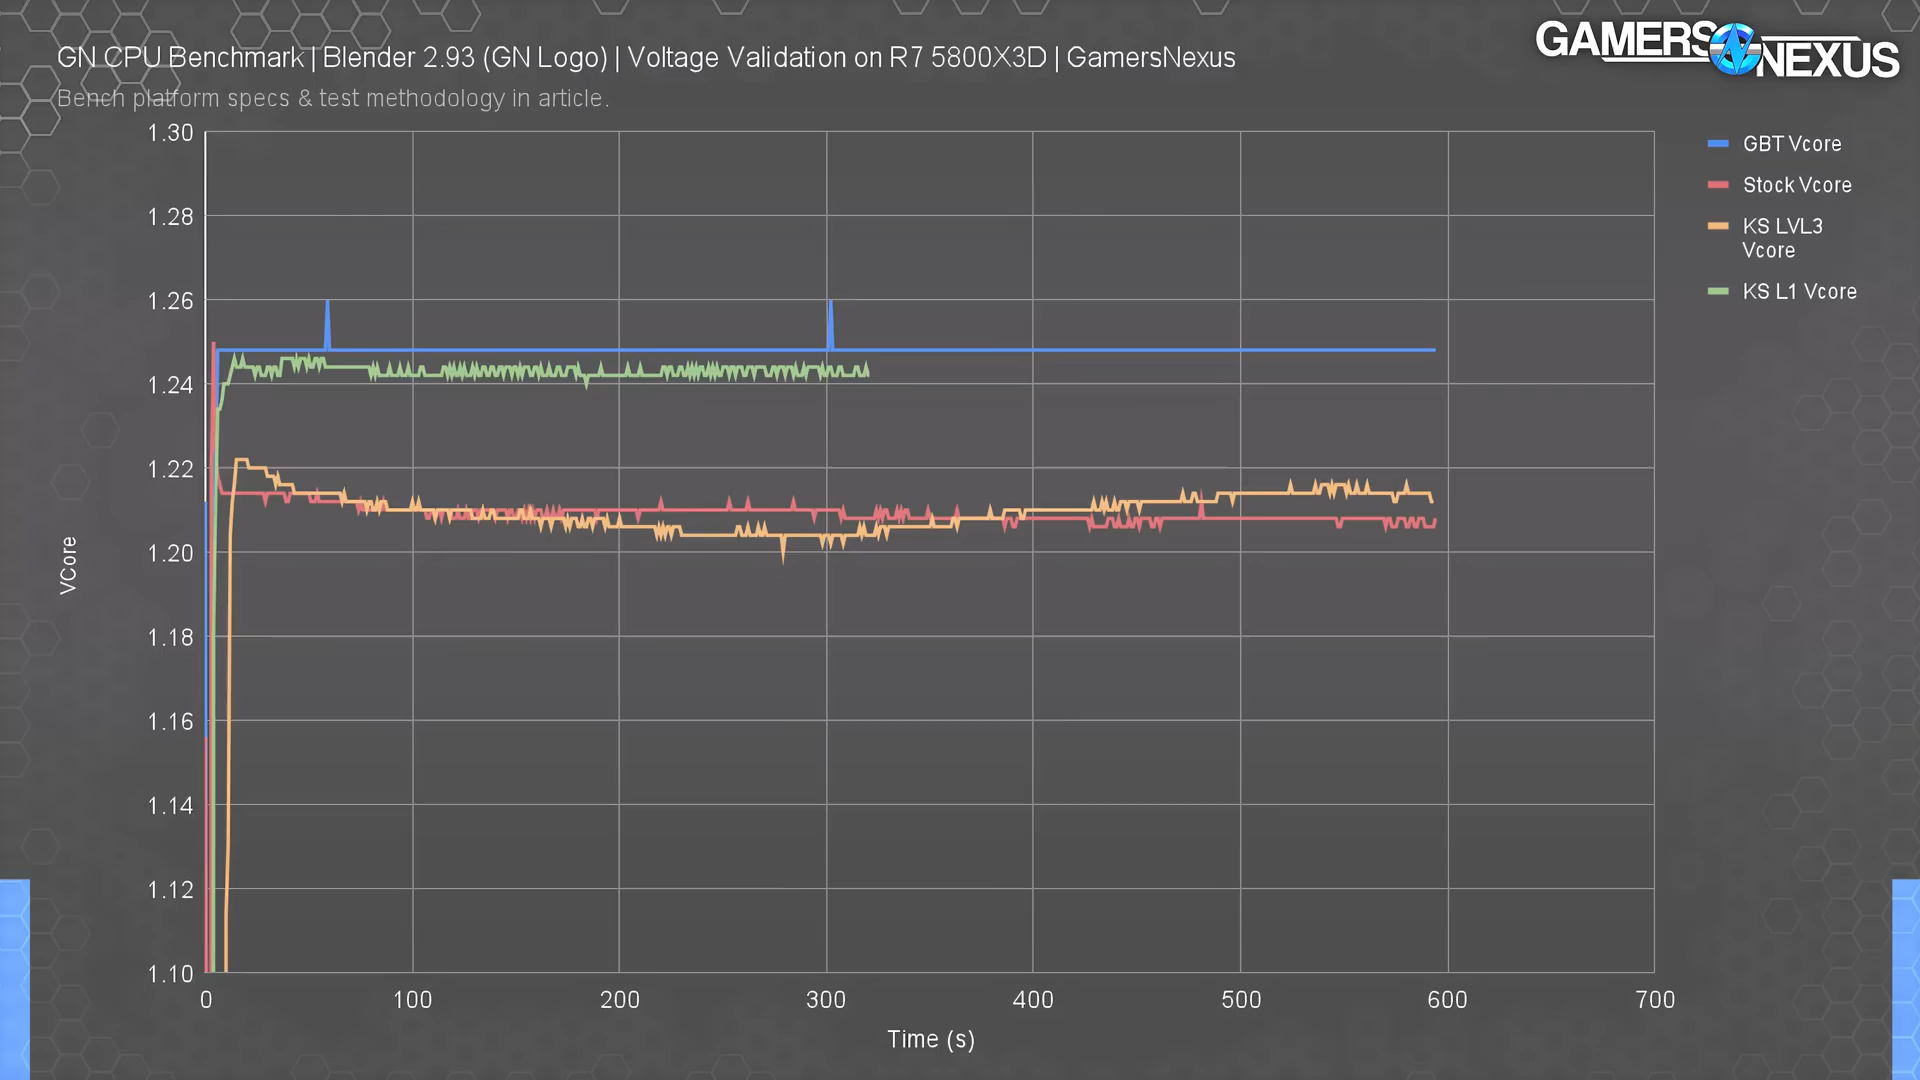 GN CPU Benchmark | Blender 2.93 (GN Logo) | Voltage Validation on R7 5800X3D | GamersNexus
GAMERS NEXUS
Bench platform specs & test methodology in article.
1.30
1.28
1.26
1.24
1.22
1.20
1.18
1.16
1.14
1.12
1.10
VCore
0 100 200 300 400 500 600 700
Time (s)
GBT Vcore
Stock Vcore
KS LVL3
Vcore
KS L1 Vcore